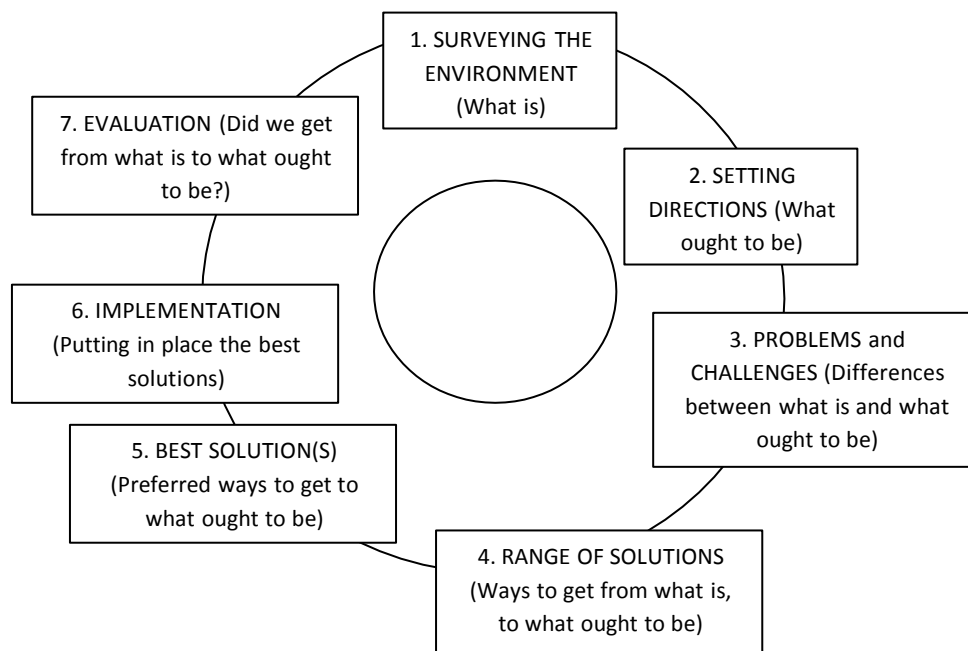 1. SURVEYING THE
ENVIRONMENT
(What is)
2. SETTING
DIRECTIONS (What
ought to be)
3. PROBLEMS and
CHALLENGES (Differences
between what is and what
ought to be)
4. RANGE OF SOLUTIONS
(Ways to get from what is,
to what ought to be)
5. BEST SOLUTION(S)
(Preferred ways to get to
what ought to be)
6. IMPLEMENTATION
(Putting in place the best
solutions)
7. EVALUATION (Did we get
from what is to what ought
to be?)